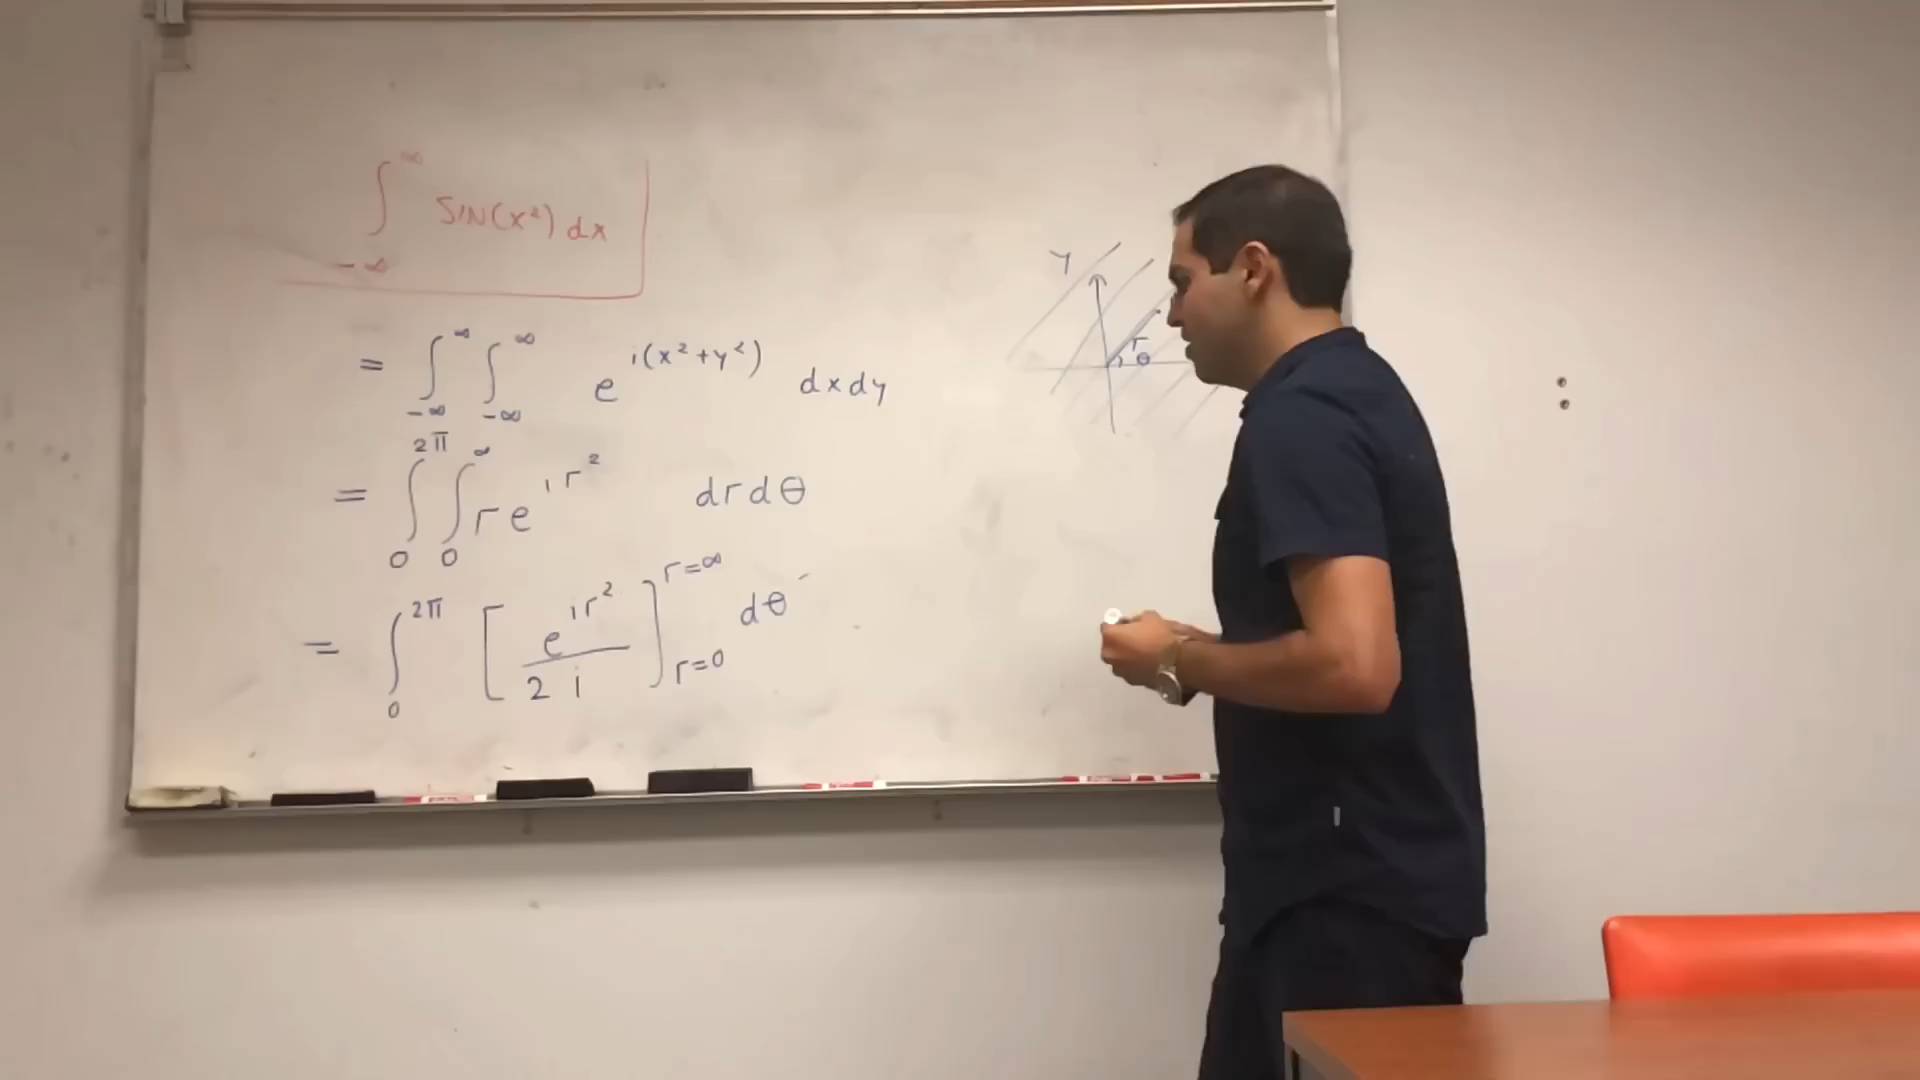 ∫_{-∞}^{∞} SIN(x²) dx
= ∫_{-∞}^{∞} ∫_{-∞}^{∞} e^{i(x²+y²)} dx dy
= ∫_0^{2π} ∫_0^{∞} r e^{ir²} dr dθ
= ∫_0^{2π} [e^{ir²} / 2i]_{r=0}^{r=∞} dθ
y
r
θ